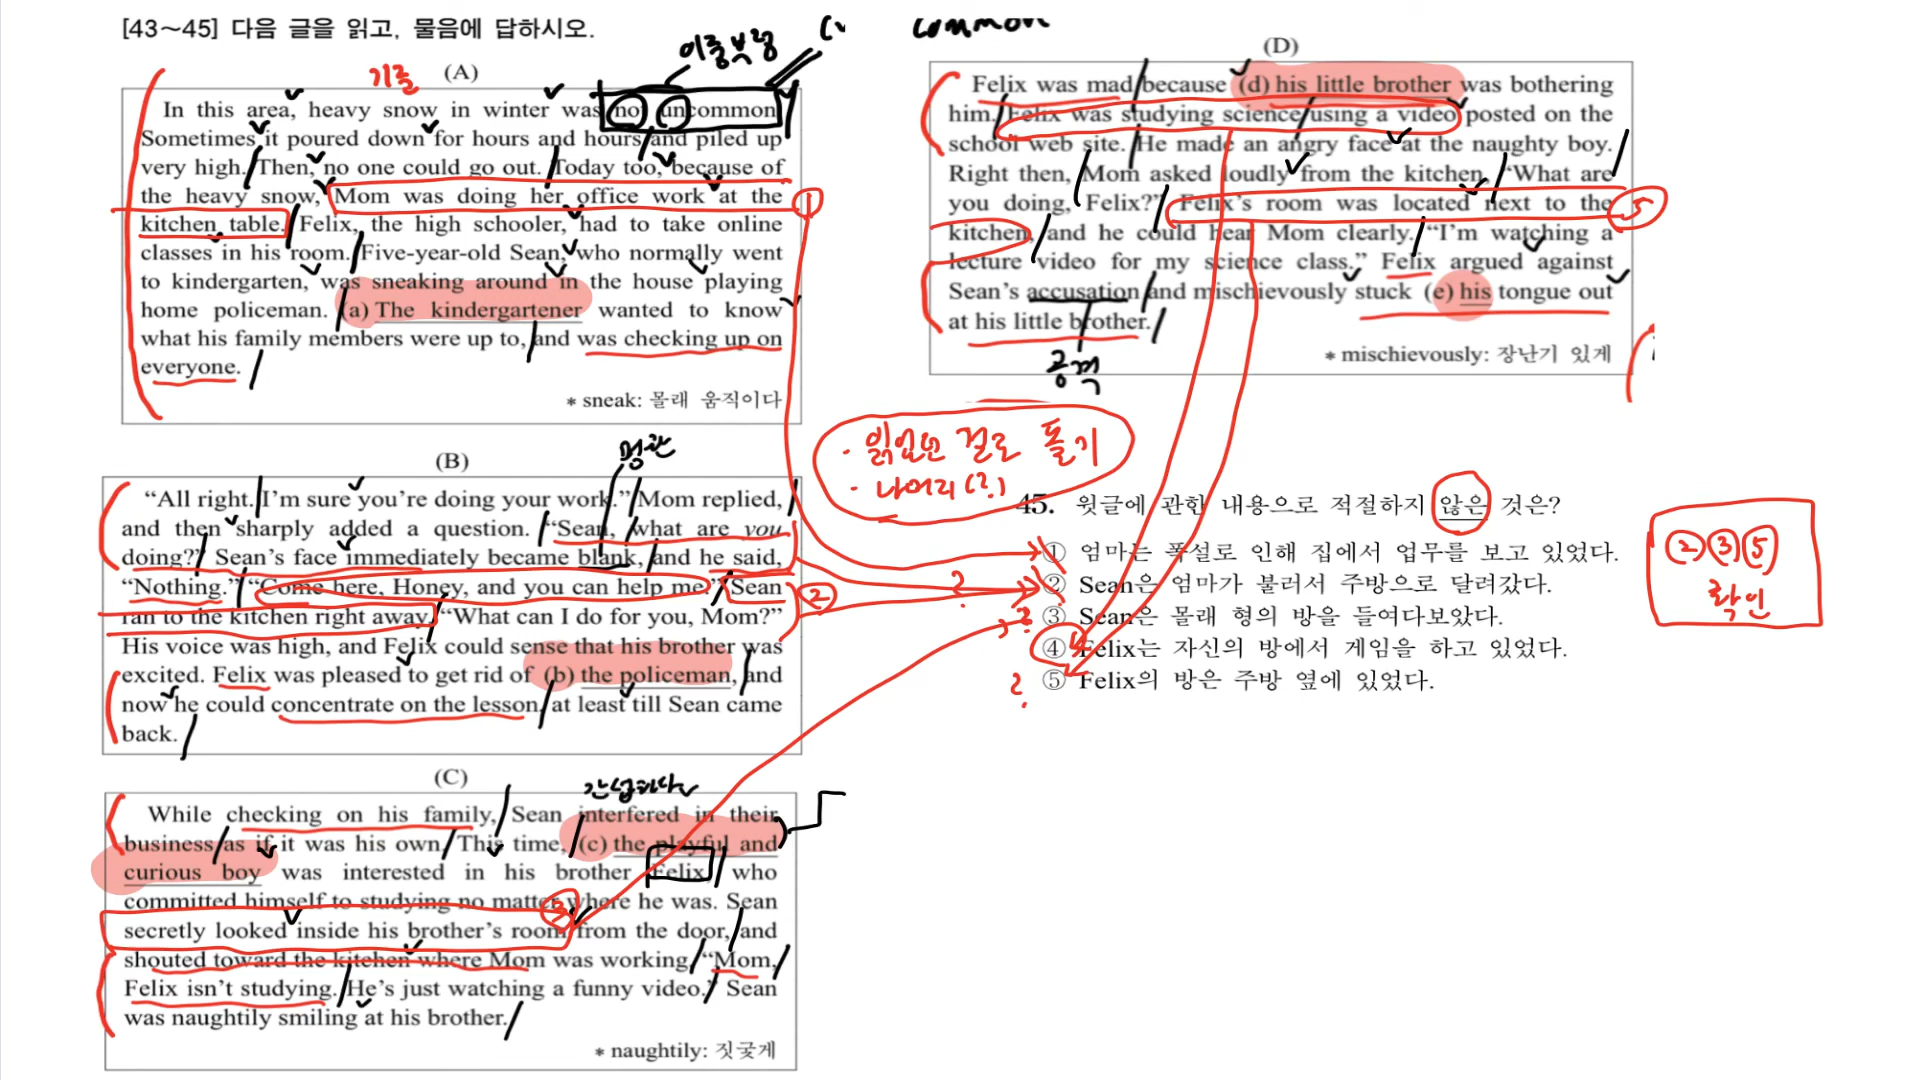 [43～45] 다음 글을 읽고, 물음에 답하시오.
이중부정
기출
(A)
In this area, heavy snow in winter was not uncommon.
Sometimes it poured down for hours and hours and piled up
very high. Then, no one could go out. Today too, because of
the heavy snow, Mom was doing her office work at the
kitchen table. Felix, the high schooler, had to take online
classes in his room. Five-year-old Sean, who normally went
to kindergarten, was sneaking around in the house playing
home policeman. (a) The kindergartener wanted to know
what his family members were up to, and was checking up on
everyone.
* sneak: 몰래 움직이다
①
(B)
멍한
“All right. I’m sure you’re doing your work.” Mom replied,
and then sharply added a question. “Sean, what are you
doing?” Sean’s face immediately became blank, and he said,
“Nothing.” “Come here, Honey, and you can help me.” Sean
ran to the kitchen right away. “What can I do for you, Mom?”
His voice was high, and Felix could sense that his brother was
excited. Felix was pleased to get rid of (b) the policeman, and
now he could concentrate on the lesson, at least till Sean came
back.
②
(C)
간섭하다
While checking on his family, Sean interfered in their
business as if it was his own. This time, (c) the playful and
curious boy was interested in his brother Felix, who
committed himself to studying no matter where he was. Sean
secretly looked inside his brother’s room from the door, and
shouted toward the kitchen where Mom was working, “Mom,
Felix isn’t studying. He’s just watching a funny video.” Sean
was naughtily smiling at his brother.
* naughtily: 짓궂게
③
common
(D)
Felix was mad because (d) his little brother was bothering
him. Felix was studying science using a video posted on the
school web site. He made an angry face at the naughty boy.
Right then, Mom asked loudly from the kitchen, “What are
you doing, Felix?” Felix’s room was located next to the
kitchen, and he could hear Mom clearly. “I’m watching a
lecture video for my science class.” Felix argued against
Sean’s accusation and mischievously stuck (e) his tongue out
at his little brother.
공격
* mischievously: 장난기 있게
⑤
· 읽었던 걸로 풀기
· 나머리 (?)
45. 윗글에 관한 내용으로 적절하지 않은 것은?
① 엄마는 폭설로 인해 집에서 업무를 보고 있었다.
② Sean은 엄마가 불러서 주방으로 달려갔다.
③ Sean은 몰래 형의 방을 들여다보았다.
④ Felix는 자신의 방에서 게임을 하고 있었다.
⑤ Felix의 방은 주방 옆에 있었다.
②③⑤
확인